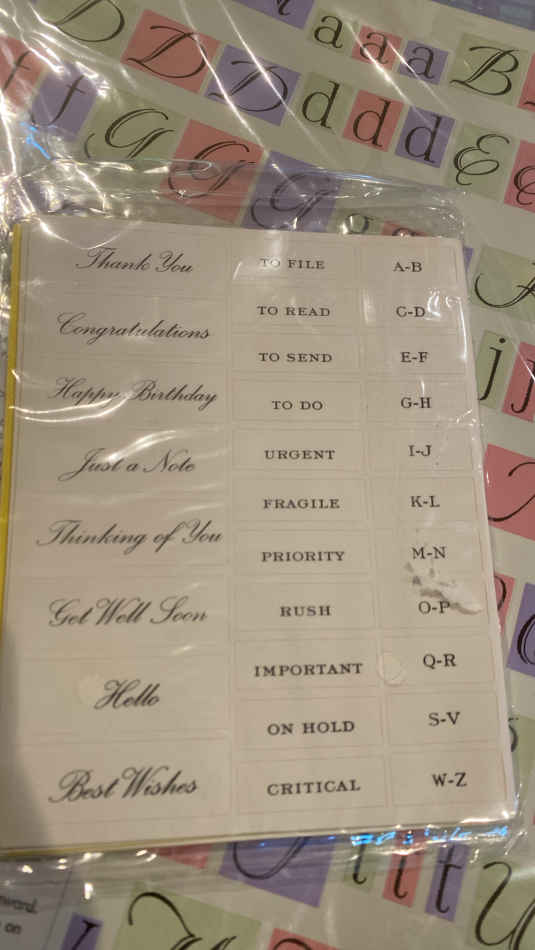 D D D a a a B
f f G G G d d d E
Thank You TO FILE A-B
TO READ C-D
Congratulations
TO SEND E-F
Happy Birthday TO DO G-H
Just a Note URGENT I-J
FRAGILE K-L
Thinking of You
PRIORITY M-N
Get Well Soon RUSH O-P
Hello IMPORTANT Q-R
ON HOLD S-V
Best Wishes CRITICAL W-Z
j j
on